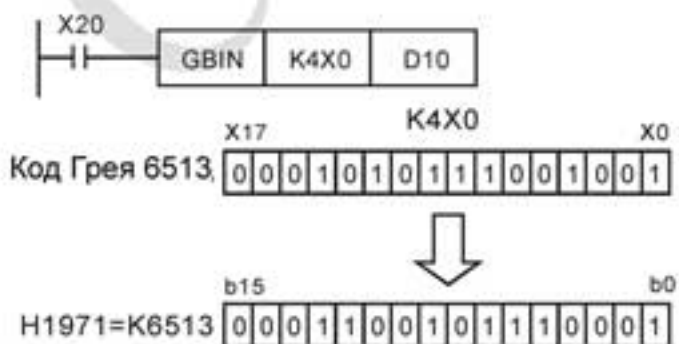 X20
GBIN K4X0 D10
K4X0
X17 X0
Код Грея 6513, 0 0 0 1 0 1 0 1 1 1 0 0 1 0 0 1
b15 b0
H1971=K6513 0 0 0 1 1 0 0 1 0 1 1 1 0 0 0 1